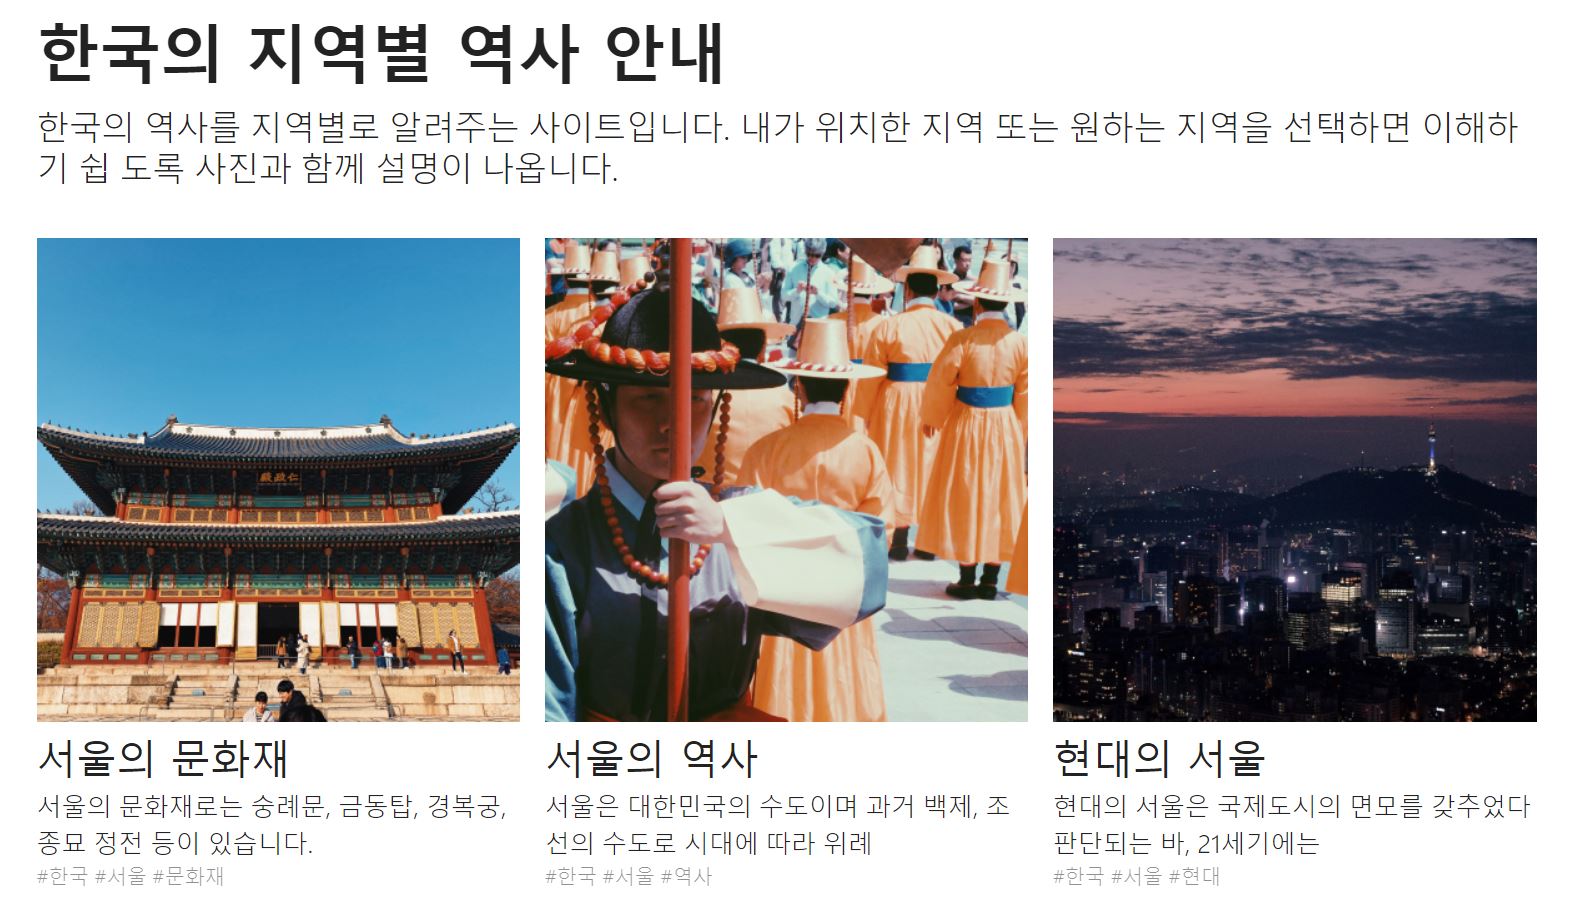 한국의 지역별 역사 안내
한국의 역사를 지역별로 알려주는 사이트입니다. 내가 위치한 지역 또는 원하는 지역을 선택하면 이해하
기 쉽 도록 사진과 함께 설명이 나옵니다.
殿政仁
서울의 문화재
서울의 문화재로는 숭례문, 금동탑, 경복궁,
종묘 정전 등이 있습니다.
#한국 #서울 #문화재
서울의 역사
서울은 대한민국의 수도이며 과거 백제, 조
선의 수도로 시대에 따라 위례
#한국 #서울 #역사
현대의 서울
현대의 서울은 국제도시의 면모를 갖추었다
판단되는 바, 21세기에는
#한국 #서울 #현대